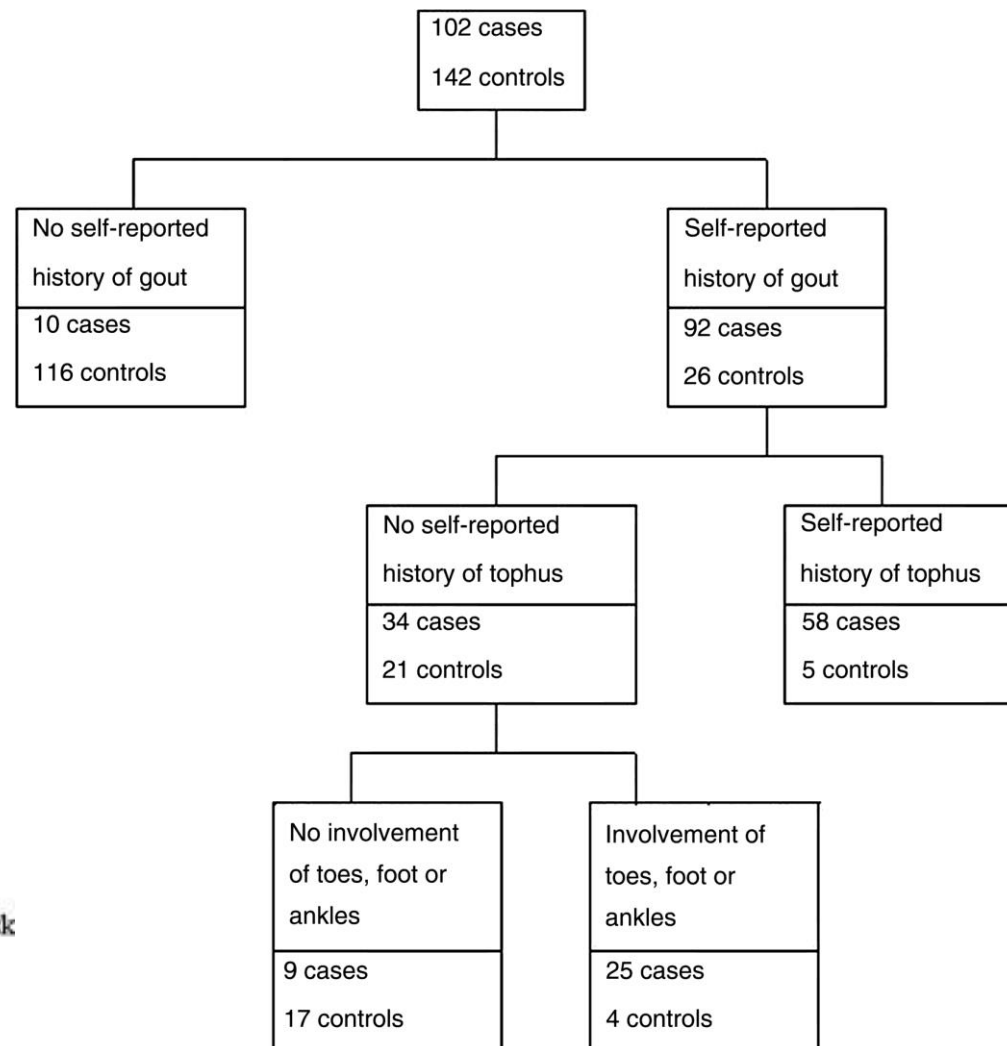 102 cases
142 controls
No self-reported
history of gout
10 cases
116 controls
Self-reported
history of gout
92 cases
26 controls
No self-reported
history of tophus
34 cases
21 controls
Self-reported
history of tophus
58 cases
5 controls
No involvement
of toes, foot or
ankles
9 cases
17 controls
Involvement of
toes, foot or
ankles
25 cases
4 controls